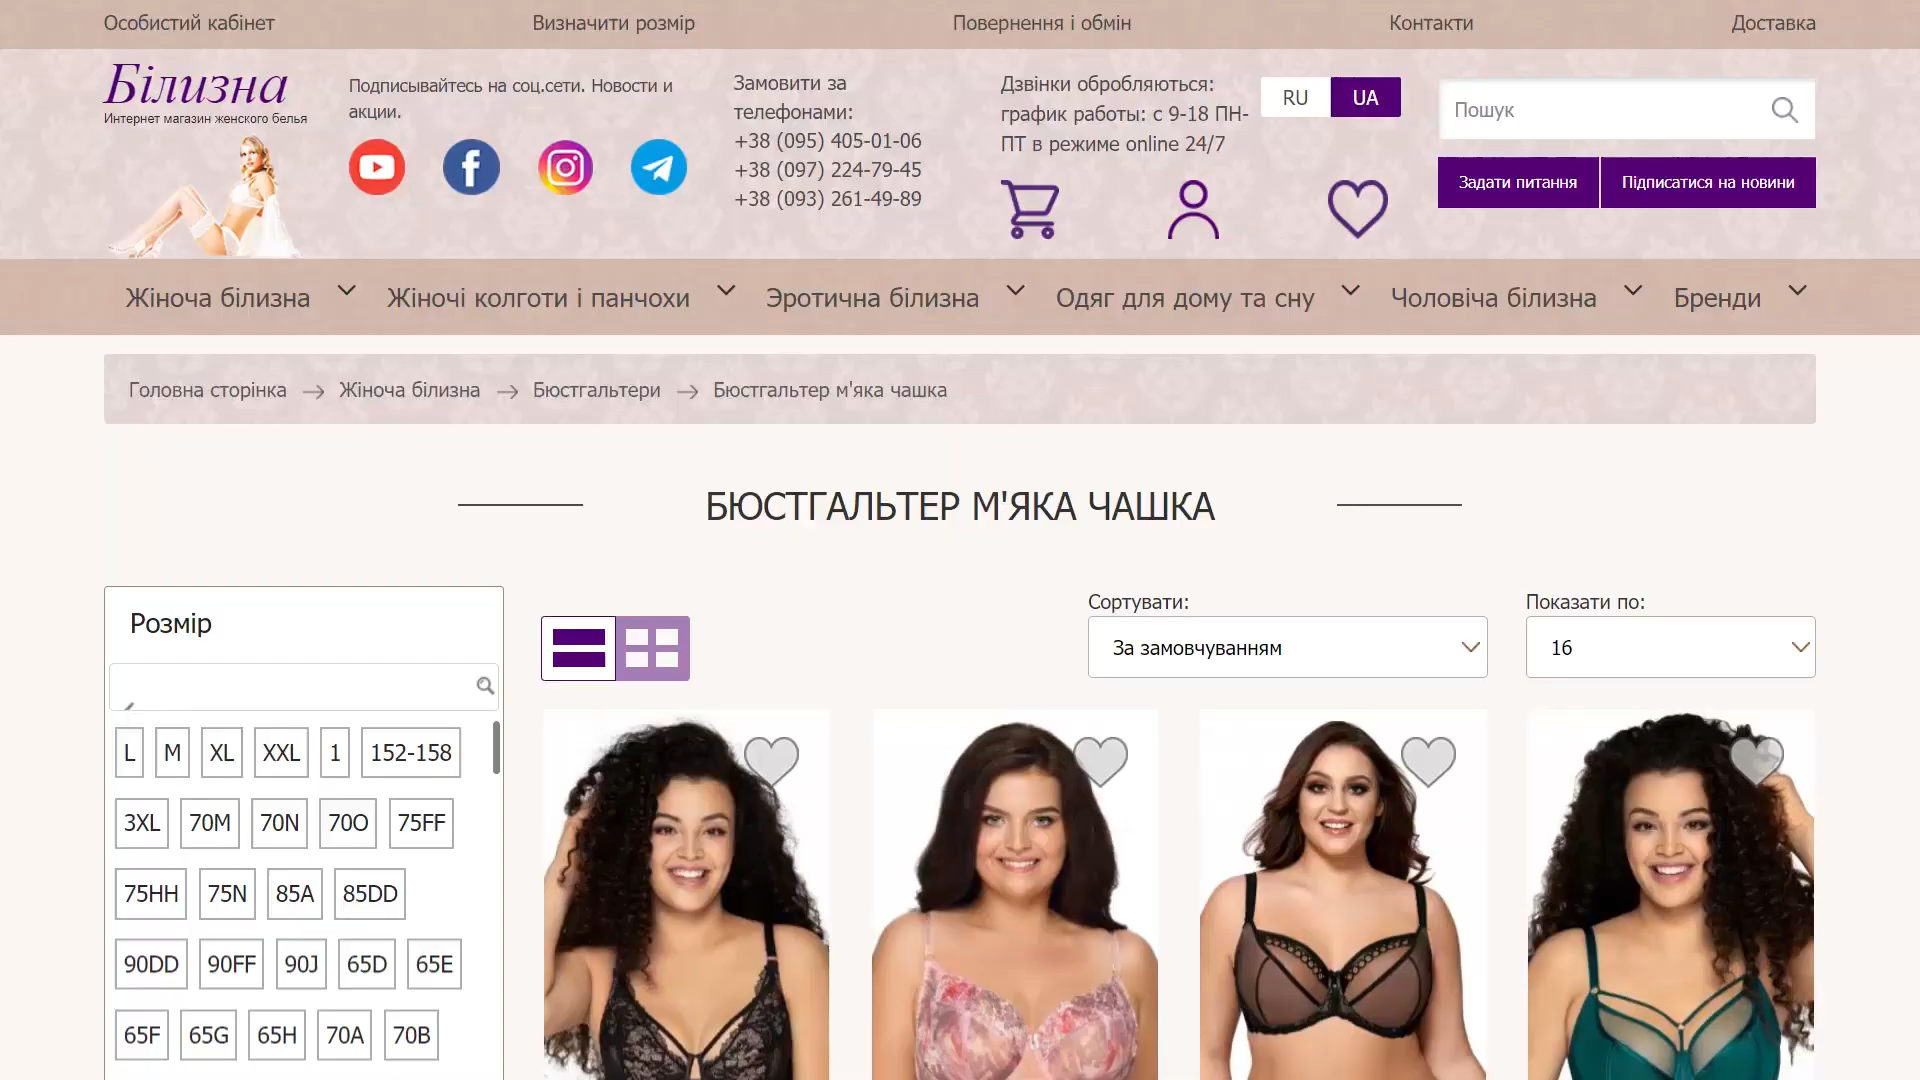 Особистий кабінет
Визначити розмір
Повернення і обмін
Контакти
Доставка
Білизна
Интернет магазин женского белья
Подписывайтесь на соц.сети. Новости и
акции.
Замовити за
телефонами:
+38 (095) 405-01-06
+38 (097) 224-79-45
+38 (093) 261-49-89
Дзвінки обробляються:
график работы: с 9-18 ПН-
ПТ в режиме online 24/7
RU
UA
Пошук
Задати питання
Підписатися на новини
Жіноча білизна
Жіночі колготи і панчохи
Эротична білизна
Одяг для дому та сну
Чоловіча білизна
Бренди
Головна сторінка
Жіноча білизна
Бюстгальтери
Бюстгальтер м'яка чашка
БЮСТГАЛЬТЕР М'ЯКА ЧАШКА
Розмір
Сортувати:
За замовчуванням
Показати по:
16
L M XL XXL 1 152-158
3XL 70M 70N 70O 75FF
75HH 75N 85A 85DD
90DD 90FF 90J 65D 65E
65F 65G 65H 70A 70B